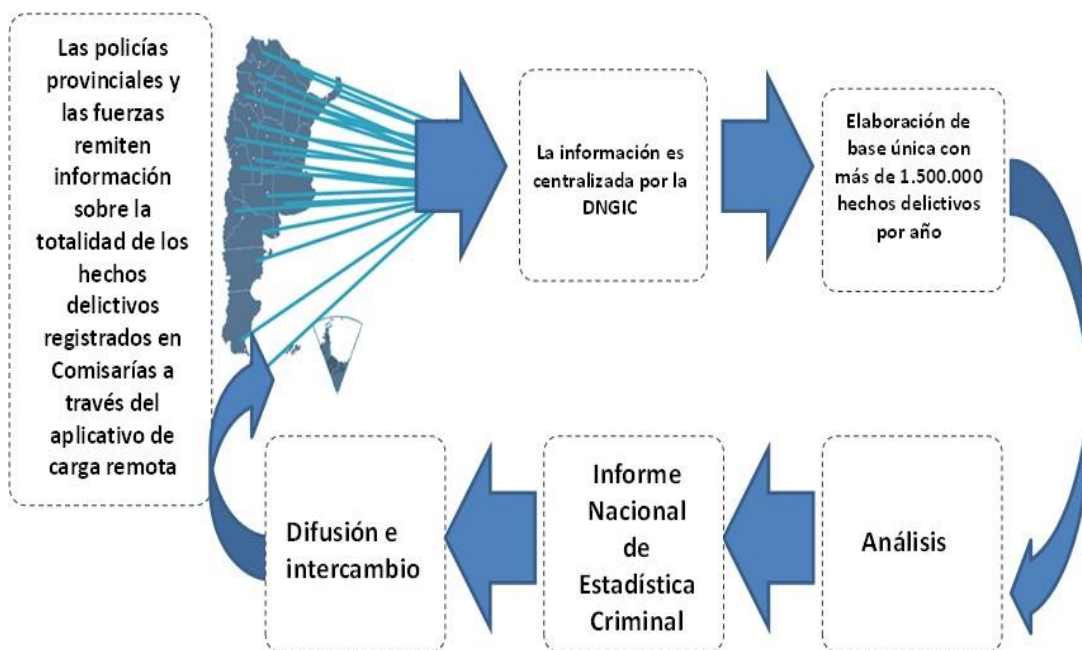 Las policías
provinciales y
las fuerzas
remiten
información
sobre la
totalidad de los
hechos
delictivos
registrados en
Comisarías a
través del
aplicativo de
carga remota
La información es
centralizada por la
DNGIC
Elaboración de
base única con
más de 1.500.000
hechos delictivos
por año
Análisis
Informe
Nacional
de
Estadística
Criminal
Difusión e
intercambio